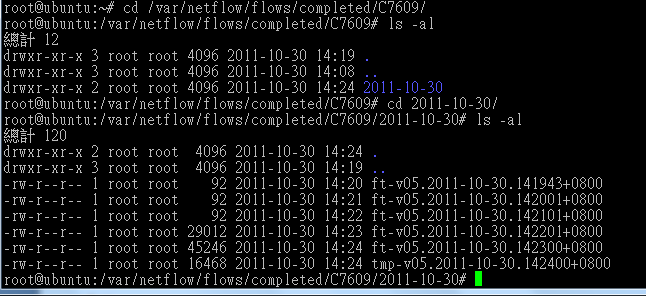 root@ubuntu:~# cd /var/netflow/flows/completed/C7609/
root@ubuntu:/var/netflow/flows/completed/C7609# ls -al
總計 12
drwxr-xr-x 3 root root 4096 2011-10-30 14:19 .
drwxr-xr-x 3 root root 4096 2011-10-30 14:08 ..
drwxr-xr-x 2 root root 4096 2011-10-30 14:24 2011-10-30
root@ubuntu:/var/netflow/flows/completed/C7609# cd 2011-10-30/
root@ubuntu:/var/netflow/flows/completed/C7609/2011-10-30# ls -al
總計 120
drwxr-xr-x 2 root root  4096 2011-10-30 14:24 .
drwxr-xr-x 3 root root  4096 2011-10-30 14:19 ..
-rw-r--r-- 1 root root    92 2011-10-30 14:20 ft-v05.2011-10-30.141943+0800
-rw-r--r-- 1 root root    92 2011-10-30 14:21 ft-v05.2011-10-30.142001+0800
-rw-r--r-- 1 root root    92 2011-10-30 14:22 ft-v05.2011-10-30.142101+0800
-rw-r--r-- 1 root root 29012 2011-10-30 14:23 ft-v05.2011-10-30.142201+0800
-rw-r--r-- 1 root root 45246 2011-10-30 14:24 ft-v05.2011-10-30.142300+0800
-rw-r--r-- 1 root root 16468 2011-10-30 14:24 tmp-v05.2011-10-30.142400+0800
root@ubuntu:/var/netflow/flows/completed/C7609/2011-10-30#